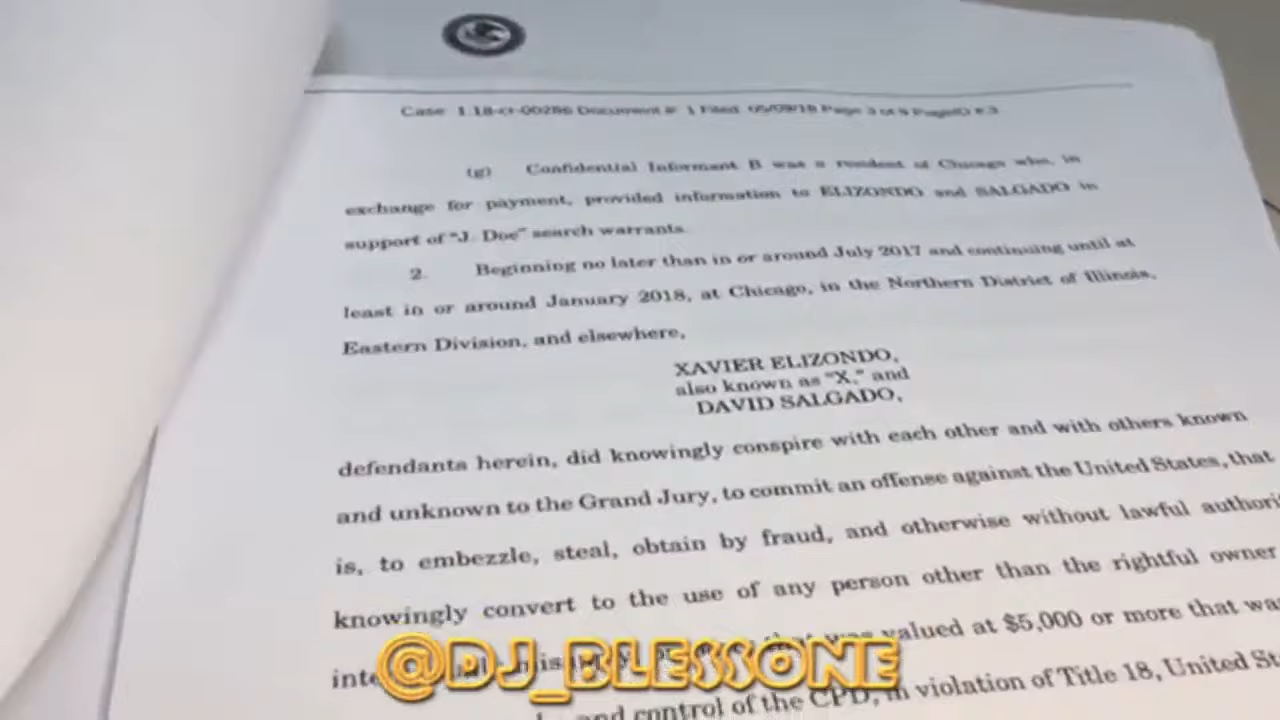 Case: 1:18-cr-00286 Document #: 1 Filed: 05/09/18 Page 3 of 9 PageID #:3
(g) Confidential Informant B was a resident of Chicago who, in
exchange for payment, provided information to ELIZONDO and SALGADO in
support of "J. Doe" search warrants.
2. Beginning no later than in or around July 2017 and continuing until at
least in or around January 2018, at Chicago, in the Northern District of Illinois,
Eastern Division, and elsewhere,
XAVIER ELIZONDO,
also known as "X," and
DAVID SALGADO,
defendants herein, did knowingly conspire with each other and with others known
and unknown to the Grand Jury, to commit an offense against the United States, that
is, to embezzle, steal, obtain by fraud, and otherwise without lawful authori
knowingly convert to the use of any person other than the rightful owner
that was valued at $5,000 or more that wa
@DJ_BLESSONE
and control of the CPD, in violation of Title 18, United St